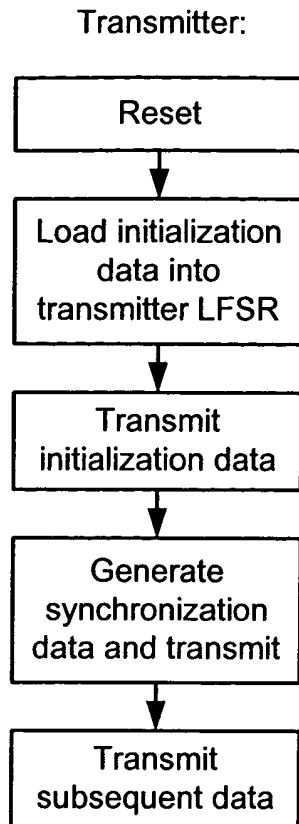 Transmitter:
Reset
Load initialization
data into
transmitter LFSR
Transmit
initialization data
Generate
synchronization
data and transmit
Transmit
subsequent data